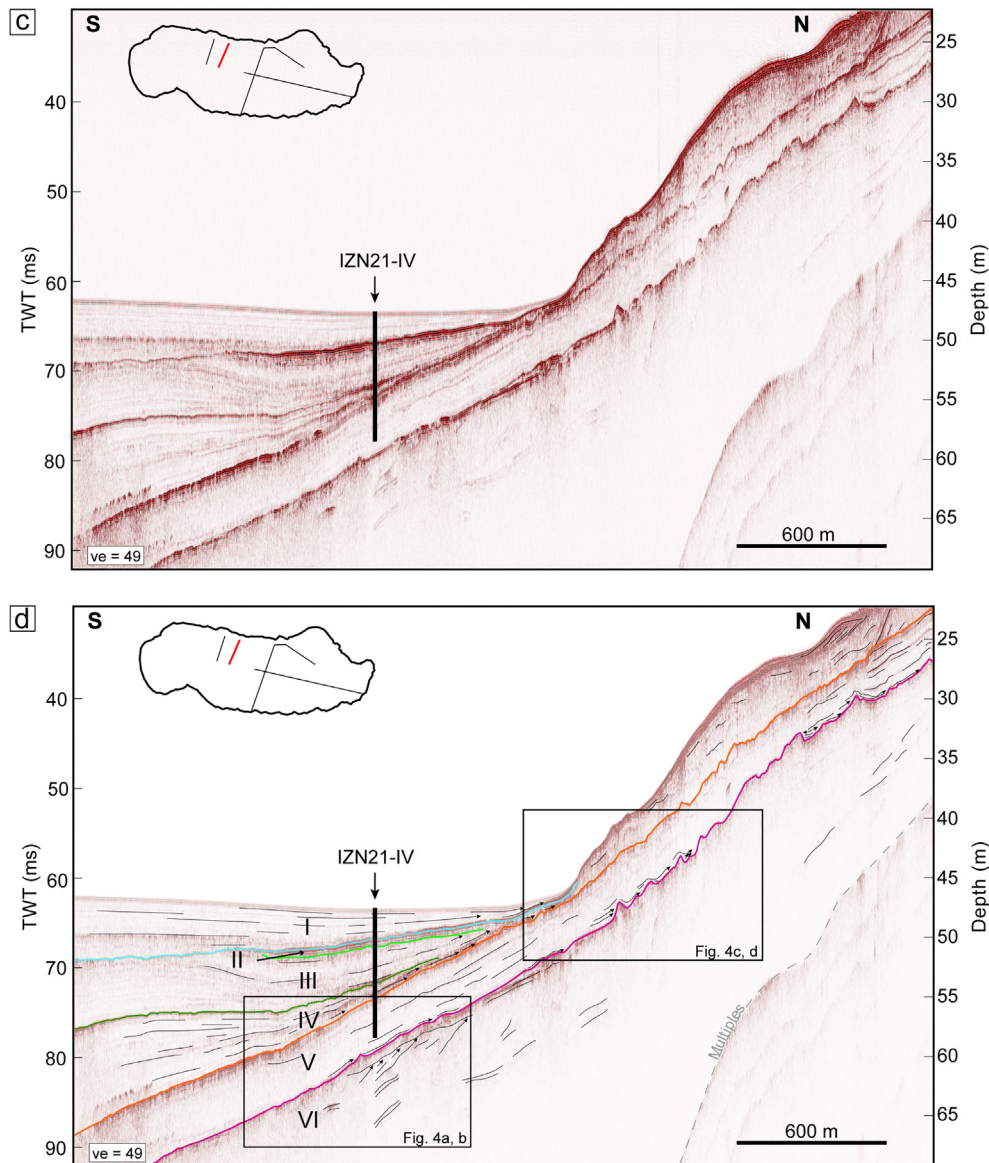 c
S
N
IZN21-IV
TWT (ms)
40
50
60
70
80
90
Depth (m)
25
30
35
40
45
50
55
60
65
ve = 49
600 m
d
S
N
IZN21-IV
TWT (ms)
40
50
60
70
80
90
Depth (m)
25
30
35
40
45
50
55
60
65
I
II
III
IV
V
VI
Fig. 4c, d
Fig. 4a, b
Multiples
ve = 49
600 m